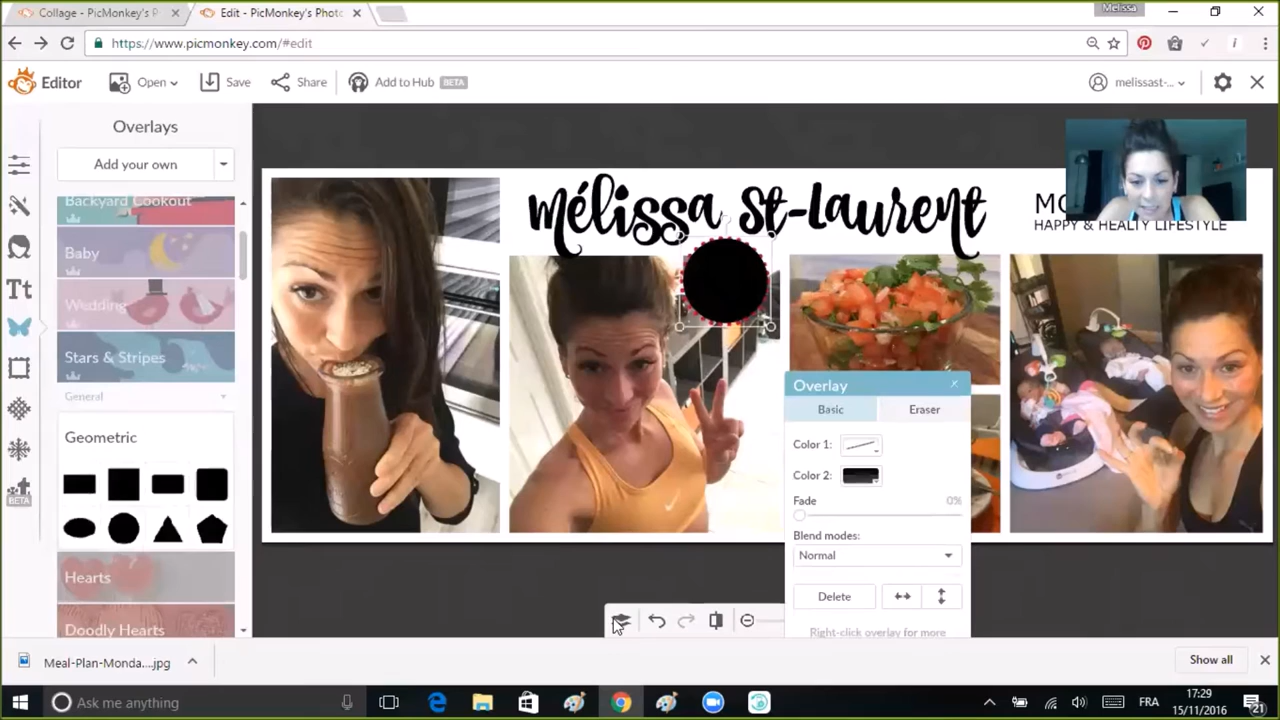 Collage - PicMonkey's P
Edit - PicMonkey's Phot
Melissa
https://www.picmonkey.com/#edit
Editor
Open
Save
Share
Add to Hub BETA
melissast-...
Overlays
Add your own
Backyard Cookout
Baby
Wedding
Stars & Stripes
General
Geometric
Hearts
Doodly Hearts
BETA
mélissa St-Laurent
HAPPY & HEALTY LIFESTYLE
Overlay
Basic
Eraser
Color 1:
Color 2:
Fade
0%
Blend modes:
Normal
Delete
Right-click overlay for more
Meal-Plan-Monda....jpg
Show all
Ask me anything
FRA
17:29
15/11/2016
21